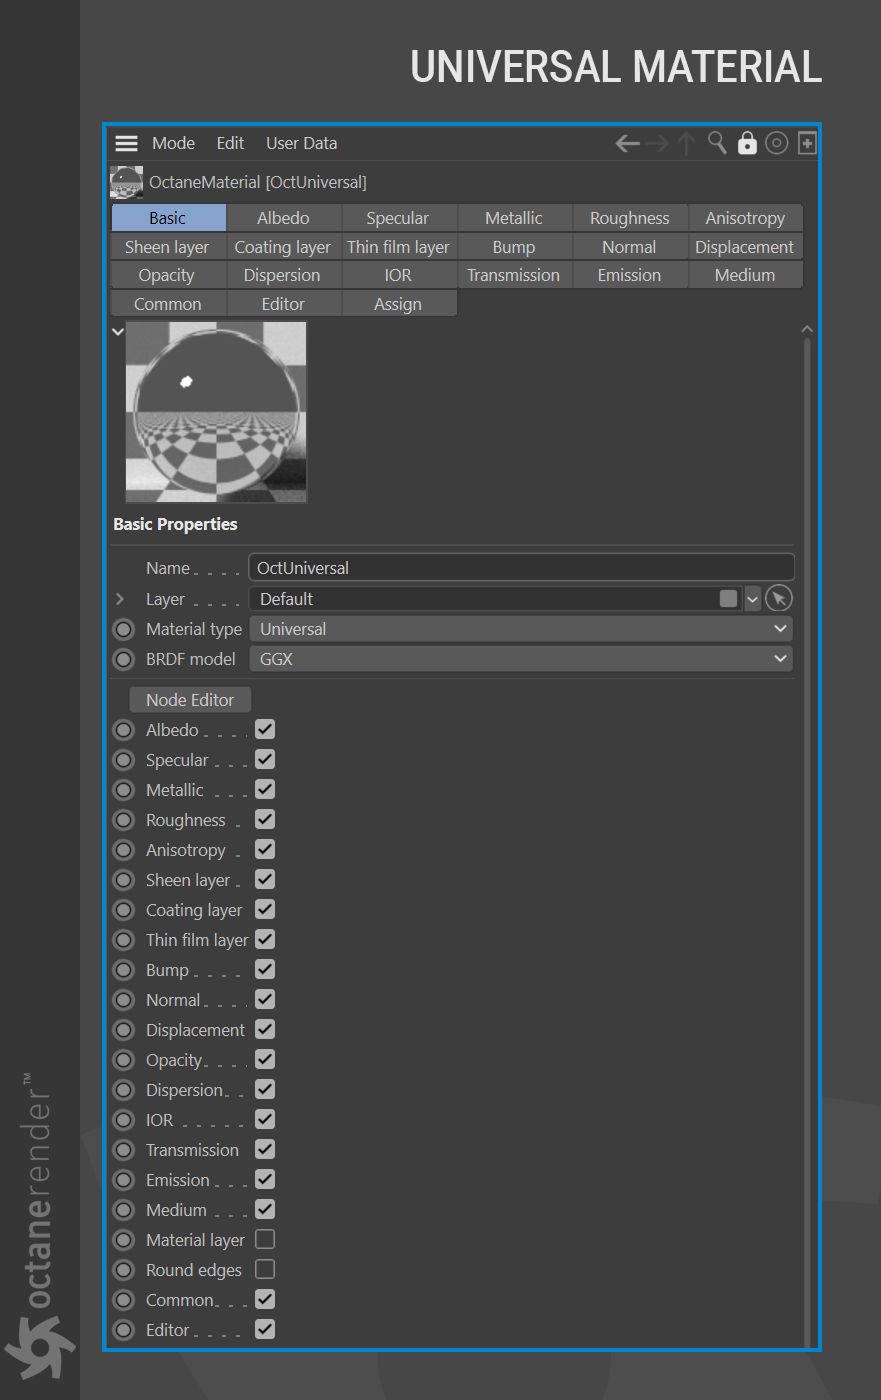 UNIVERSAL MATERIAL
Mode Edit User Data
OctaneMaterial [OctUniversal]
Basic Albedo Specular Metallic Roughness Anisotropy
Sheen layer Coating layer Thin film layer Bump Normal Displacement
Opacity Dispersion IOR Transmission Emission Medium
Common Editor Assign
Basic Properties
Name OctUniversal
Layer Default
Material type Universal
BRDF model GGX
Node Editor
Albedo
Specular
Metallic
Roughness
Anisotropy
Sheen layer
Coating layer
Thin film layer
Bump
Normal
Displacement
Opacity
Dispersion
IOR
Transmission
Emission
Medium
Material layer
Round edges
Common
Editor
octanerender™